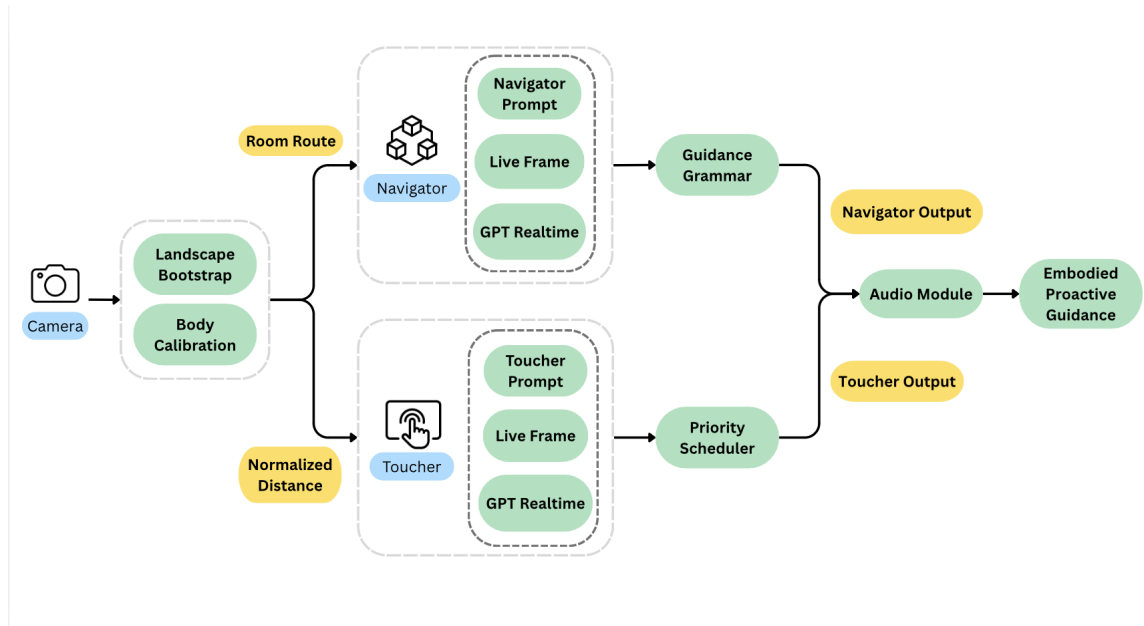 Camera
Landscape
Bootstrap
Body
Calibration
Room Route
Navigator
Navigator
Prompt
Live Frame
GPT Realtime
Guidance
Grammar
Navigator Output
Normalized
Distance
Toucher
Toucher
Prompt
Live Frame
GPT Realtime
Priority
Scheduler
Toucher Output
Audio Module
Embodied
Proactive
Guidance